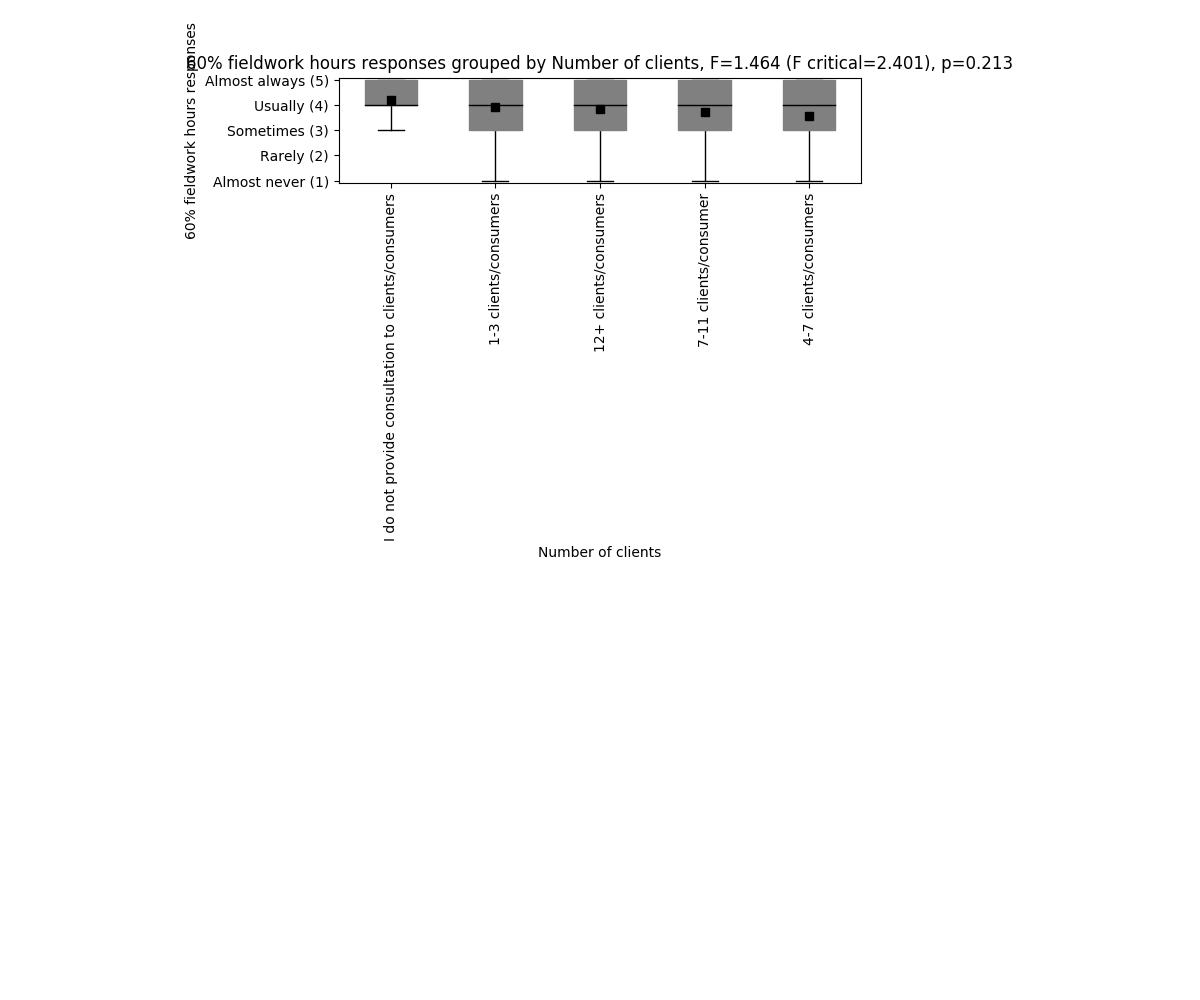 60% fieldwork hours responses grouped by Number of clients, F=1.464 (F critical=2.401), p=0.213
60% fieldwork hours responses
Almost always (5)
Usually (4)
Sometimes (3)
Rarely (2)
Almost never (1)
I do not provide consultation to clients/consumers
1-3 clients/consumers
12+ clients/consumers
7-11 clients/consumer
4-7 clients/consumers
Number of clients